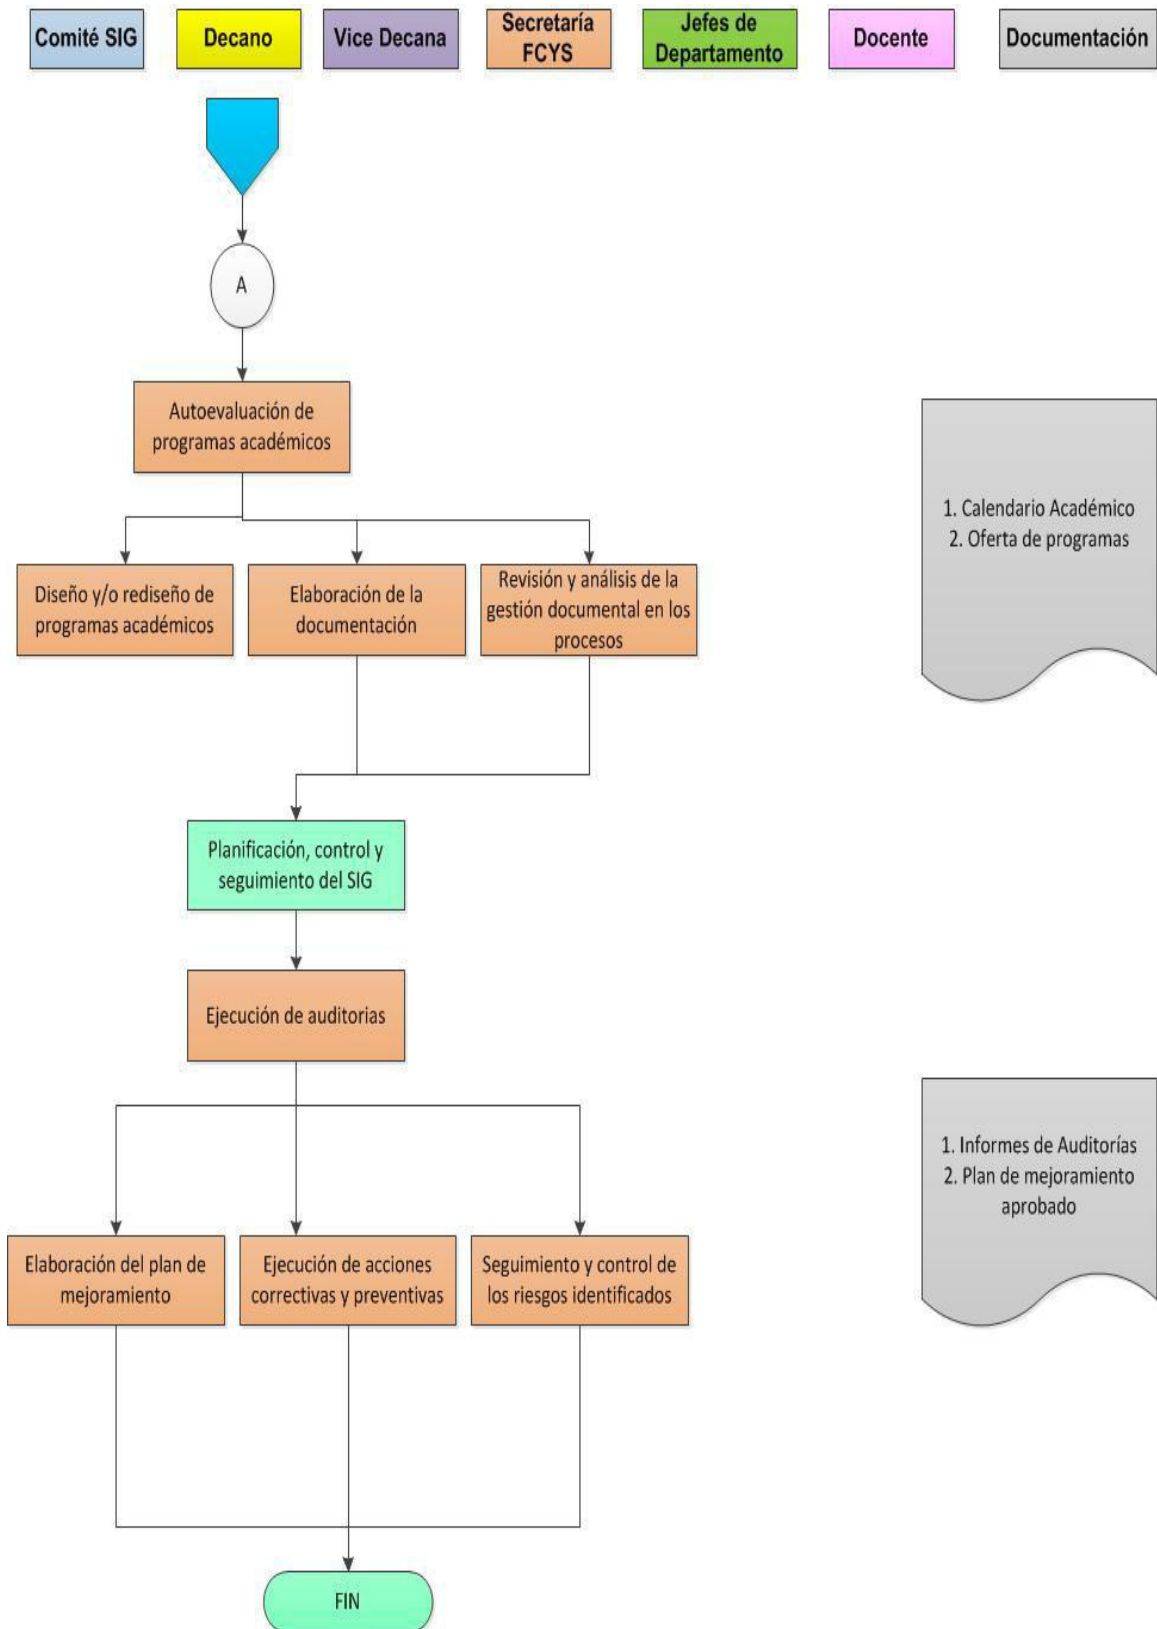 Comité SIG
Decano
Vice Decana
Secretaría
FCYS
Jefes de
Departamento
Docente
Documentación
A
Autoevaluación de
programas académicos
Diseño y/o rediseño de
programas académicos
Elaboración de la
documentación
Revisión y análisis de la
gestión documental en los
procesos
1. Calendario Académico
2. Oferta de programas
Planificación, control y
seguimiento del SIG
Ejecución de auditorias
1. Informes de Auditorías
2. Plan de mejoramiento
aprobado
Elaboración del plan de
mejoramiento
Ejecución de acciones
correctivas y preventivas
Seguimiento y control de
los riesgos identificados
FIN